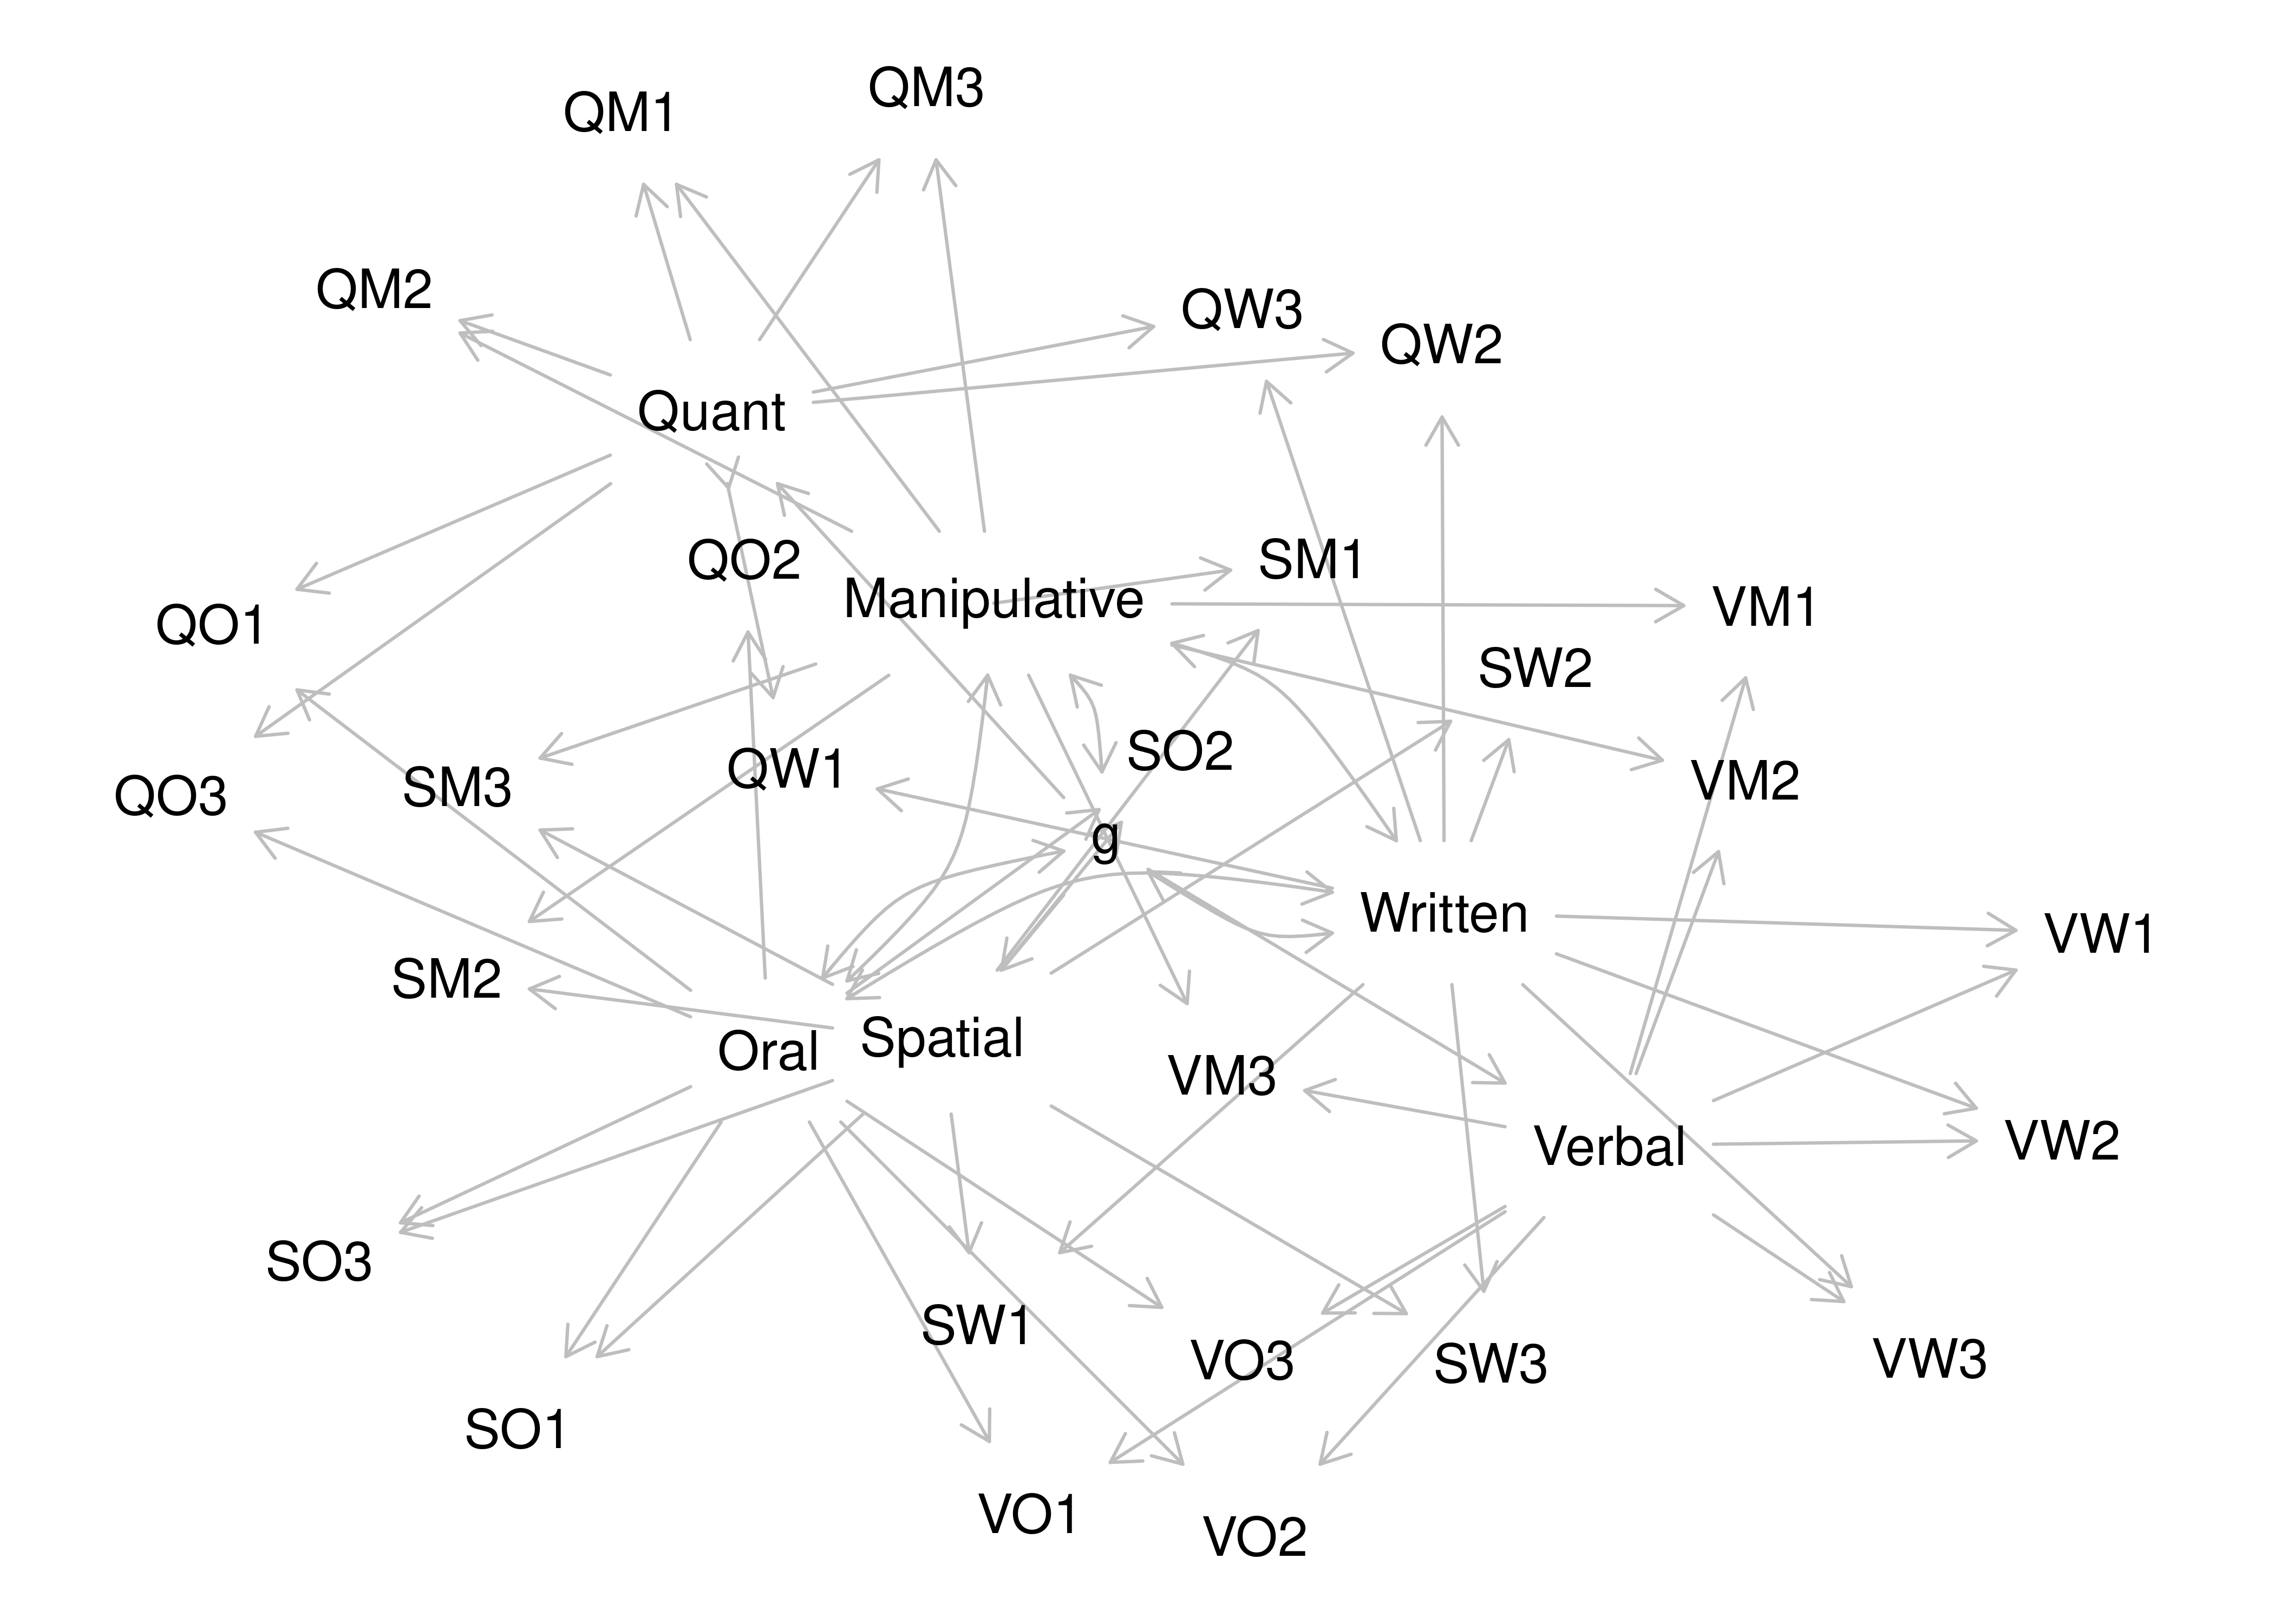 QM3
QM1
QM2
QW3
QW2
Quant
QO2
SM1
Manipulative
VM1
QO1
SW2
SO2
QW1
VM2
SM3
QO3
g
Written
VW1
SM2
Spatial
Oral
VM3
VW2
Verbal
SO3
SW1
VO3
SW3
VW3
SO1
VO1
VO2